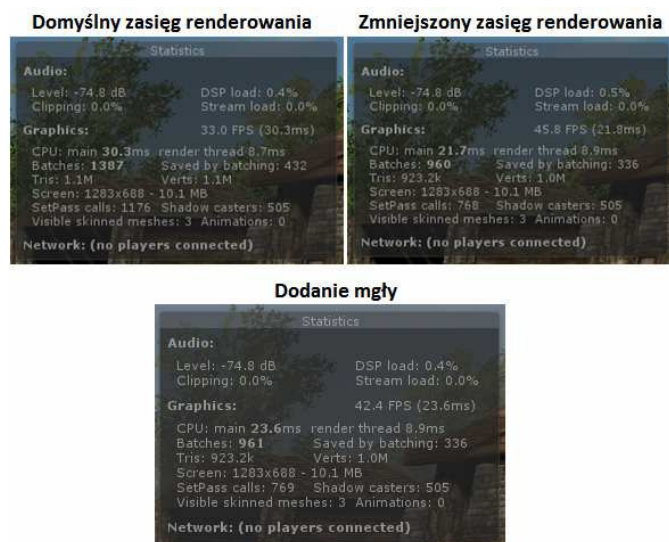 Domyślny zasięg renderowania
Statistics
Audio:
Level: -74.8 dB DSP load: 0.4%
Clipping: 0.0% Stream load: 0.0%
Graphics: 33.0 FPS (30.3ms)
CPU: main 30.3ms render thread 8.7ms
Batches: 1387 Saved by batching: 432
Tris: 1.1M Verts: 1.1M
Screen: 1283x688 - 10.1 MB
SetPass calls: 1176 Shadow casters: 505
Visible skinned meshes: 3 Animations: 0
Network: (no players connected)
Zmniejszony zasięg renderowania
Statistics
Audio:
Level: -74.8 dB DSP load: 0.5%
Clipping: 0.0% Stream load: 0.0%
Graphics: 45.8 FPS (21.8ms)
CPU: main 21.7ms render thread 8.9ms
Batches: 960 Saved by batching: 336
Tris: 923.2k Verts: 1.0M
Screen: 1283x688 - 10.1 MB
SetPass calls: 768 Shadow casters: 505
Visible skinned meshes: 3 Animations: 0
Network: (no players connected)
Dodanie mgły
Statistics
Audio:
Level: -74.8 dB DSP load: 0.4%
Clipping: 0.0% Stream load: 0.0%
Graphics: 42.4 FPS (23.6ms)
CPU: main 23.6ms render thread 8.9ms
Batches: 961 Saved by batching: 336
Tris: 923.2k Verts: 1.0M
Screen: 1283x688 - 10.1 MB
SetPass calls: 769 Shadow casters: 505
Visible skinned meshes: 3 Animations: 0
Network: (no players connected)